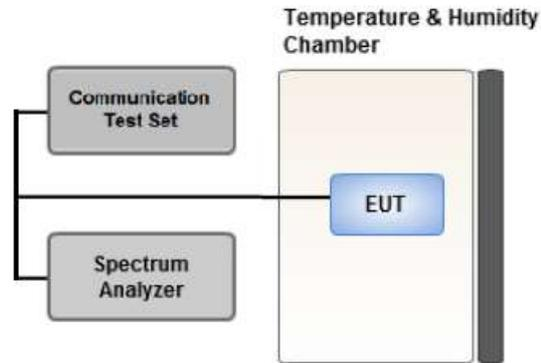 Temperature & Humidity
Chamber
Communication
Test Set
EUT
Spectrum
Analyzer